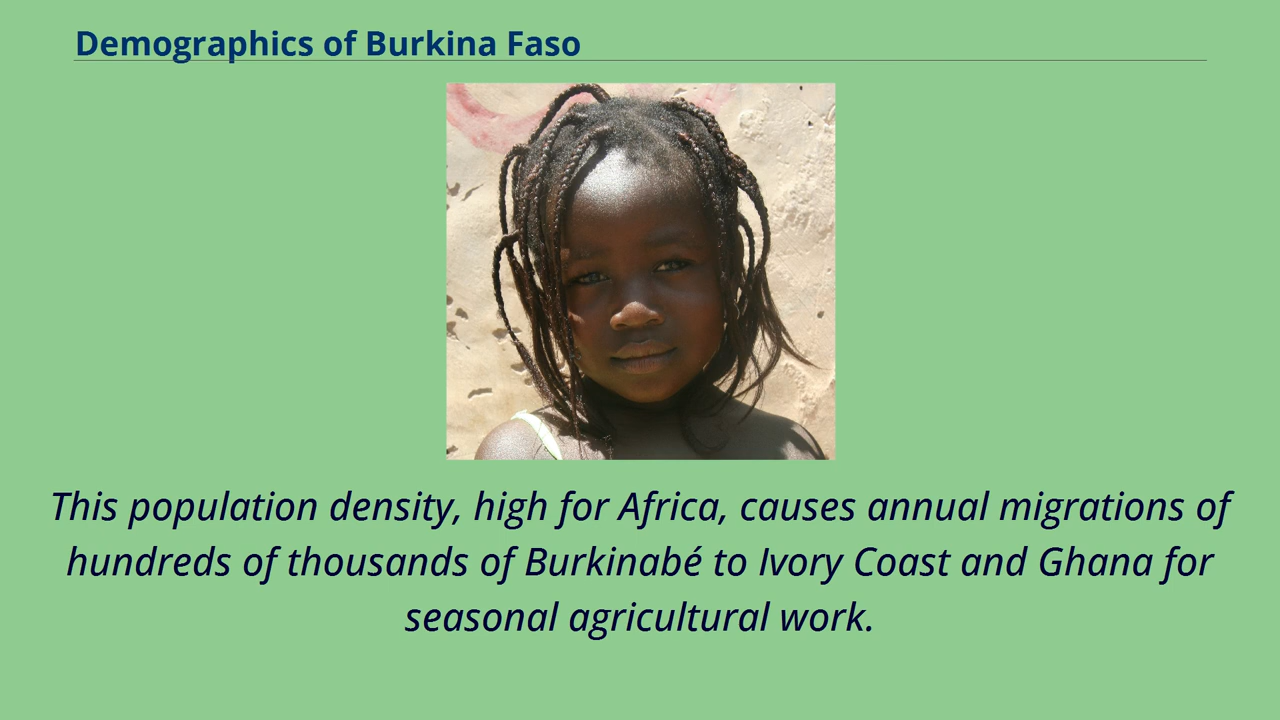 Demographics of Burkina Faso
This population density, high for Africa, causes annual migrations of
hundreds of thousands of Burkinabé to Ivory Coast and Ghana for
seasonal agricultural work.